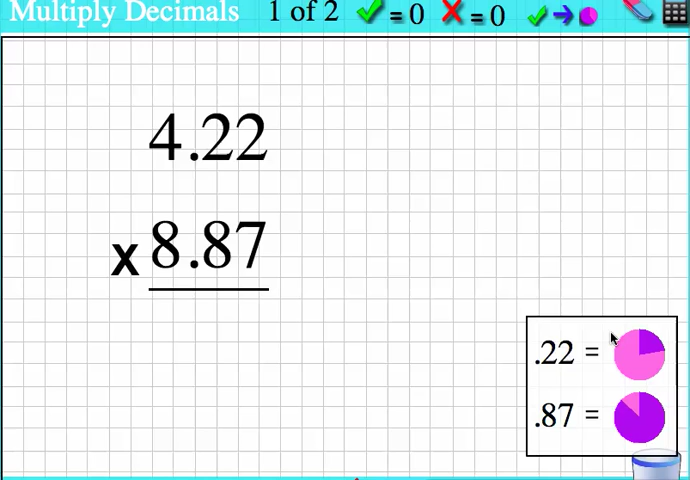 Multiply Decimals 1 of 2 = 0 = 0
4.22
x 8.87
.22 =
.87 =